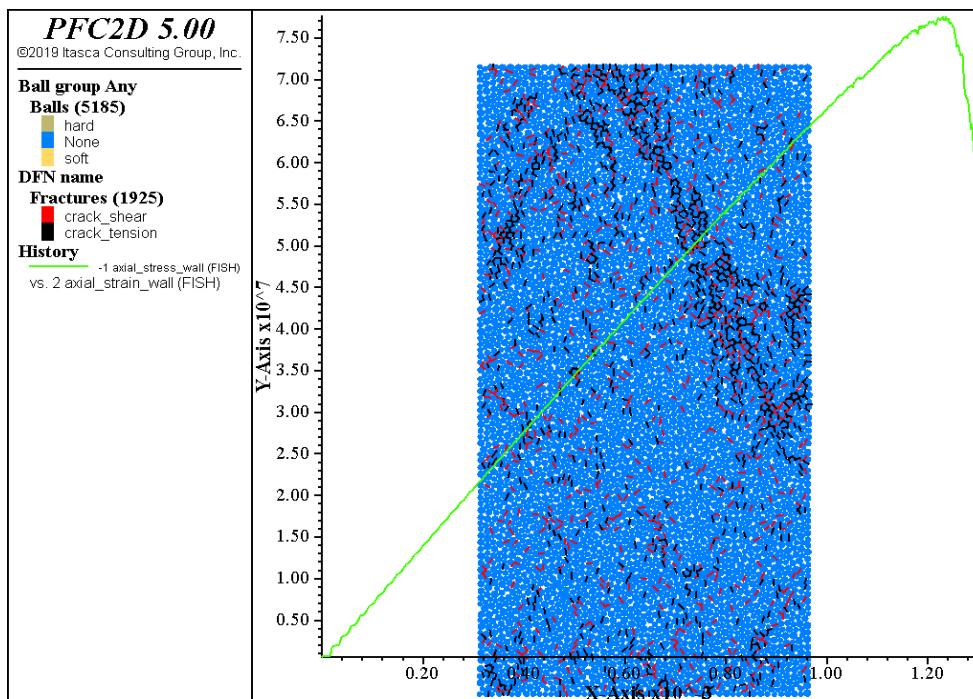 PFC2D 5.00
©2019 Itasca Consulting Group, Inc.
Ball group Any
Balls (5185)
hard
None
soft
DFN name
Fractures (1925)
crack_shear
crack_tension
History
-1 axial_stress_wall (FISH)
vs. 2 axial_strain_wall (FISH)
Y-Axis x10^7
7.50
7.00
6.50
6.00
5.50
5.00
4.50
4.00
3.50
3.00
2.50
2.00
1.50
1.00
0.50
0.20
0.40
0.60
0.80
1.00
1.20
X-Axis x10^-3